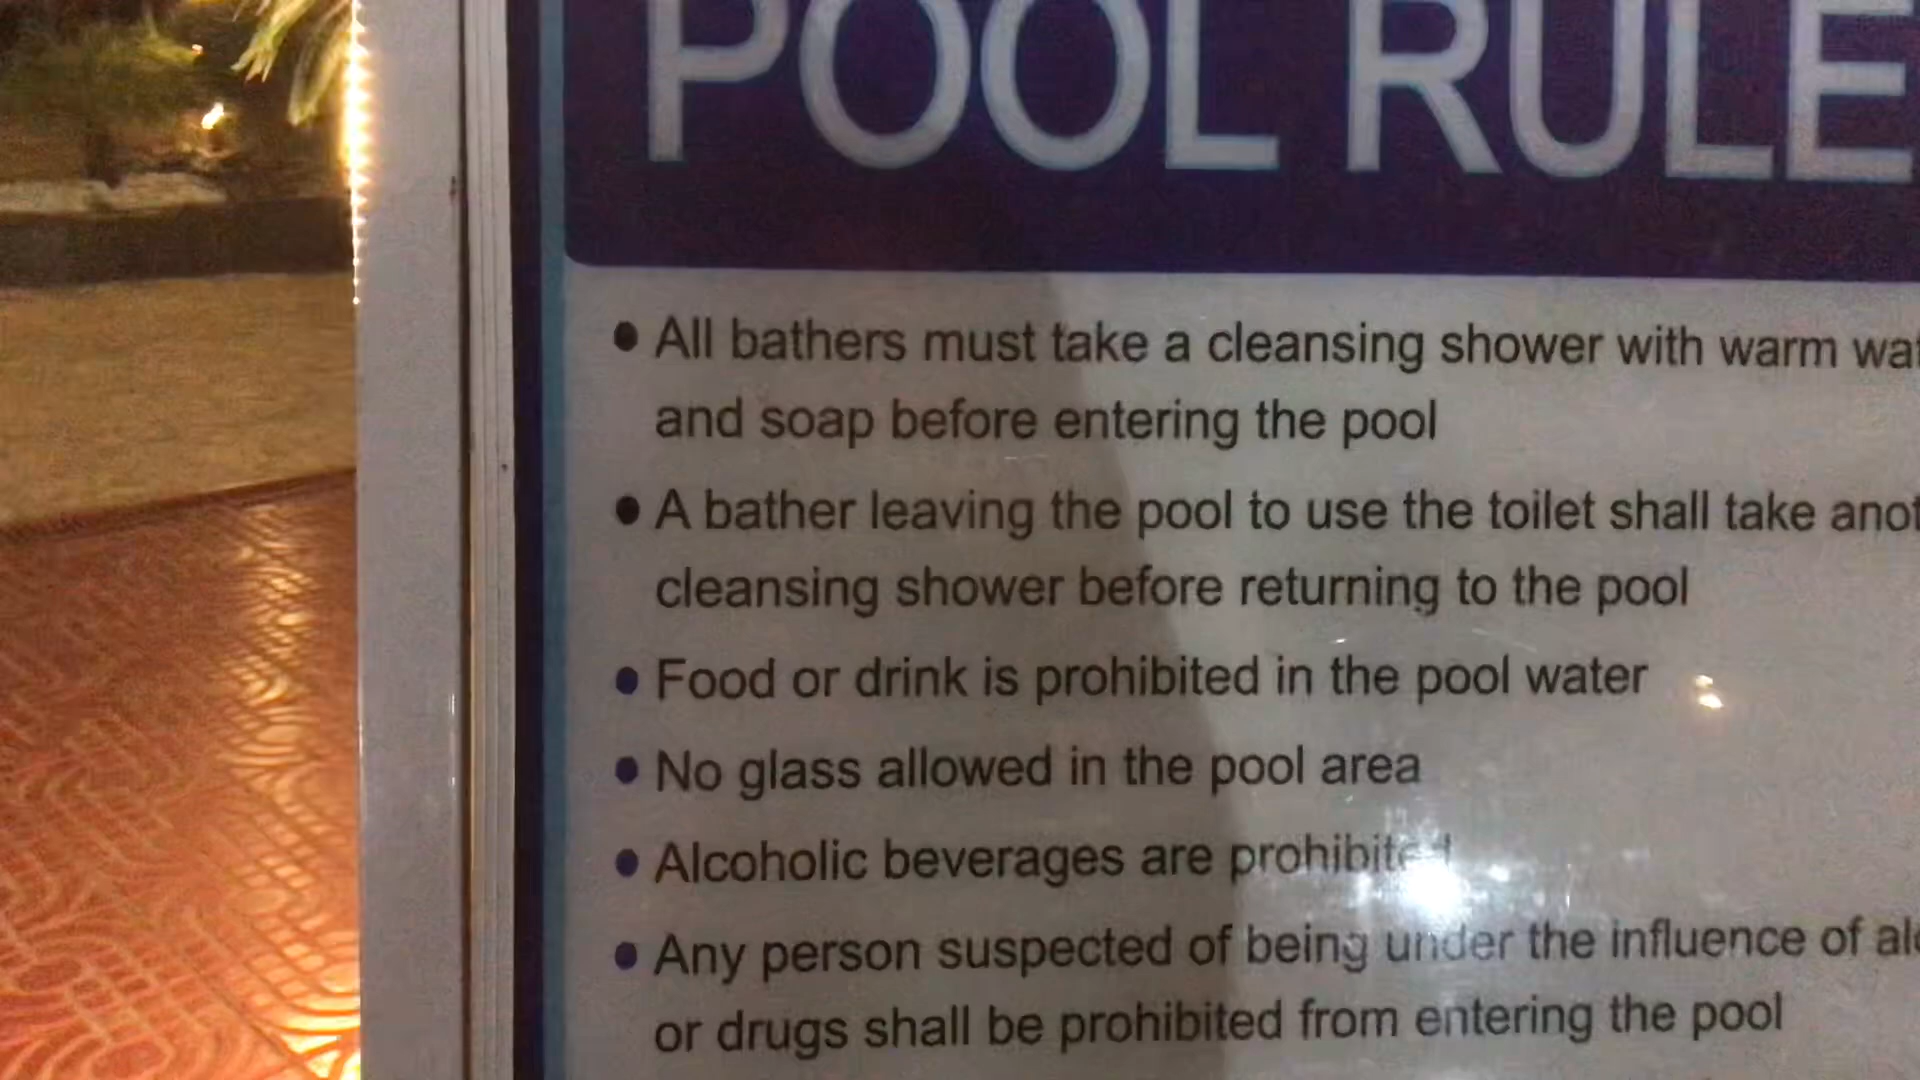 POOL RULE
• All bathers must take a cleansing shower with warm
and soap before entering the pool
• A bather leaving the pool to use the toilet shall take
cleansing shower before returning to the pool
• Food or drink is prohibited in the pool water
• No glass allowed in the pool area
• Alcoholic beverages are prohibited
• Any person suspected of being under the influence of
or drugs shall be prohibited from entering the pool